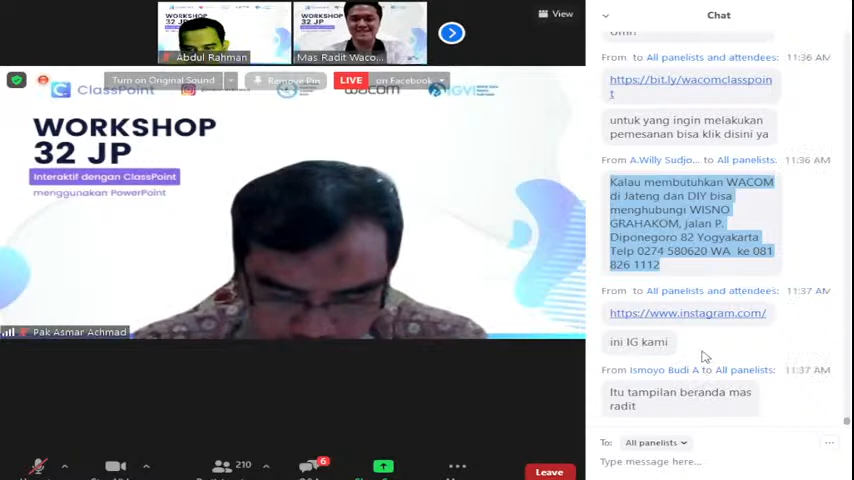 WORKSHOP
32 JP
WORKSHOP
32 JP
Abdul Rahman
Mas Radit Waco...
View
Turn on Original Sound
Remove Pin
LIVE
on Facebook
ClassPoint
wacom
IGVI
WORKSHOP
32 JP
Interaktif dengan ClassPoint
menggunakan PowerPoint
Pak Asmar Achmad
210
6
Leave
Chat
From to All panelists and attendees:
11:36 AM
https://bit.ly/wacomclasspoin
t
untuk yang ingin melakukan
pemesanan bisa klik disini ya
From A.Willy Sudjo... to All panelists:
11:36 AM
Kalau membutuhkan WACOM
di Jateng dan DIY bisa
menghubungi WISNO
GRAHAKOM, jalan P.
Diponegoro 82 Yogyakarta
Telp 0274 580620 WA ke 081
826 1112
From to All panelists and attendees:
11:37 AM
https://www.instagram.com/
ini IG kami
From Ismoyo Budi A to All panelists:
11:37 AM
Itu tampilan beranda mas
radit
To: All panelists
Type message here...